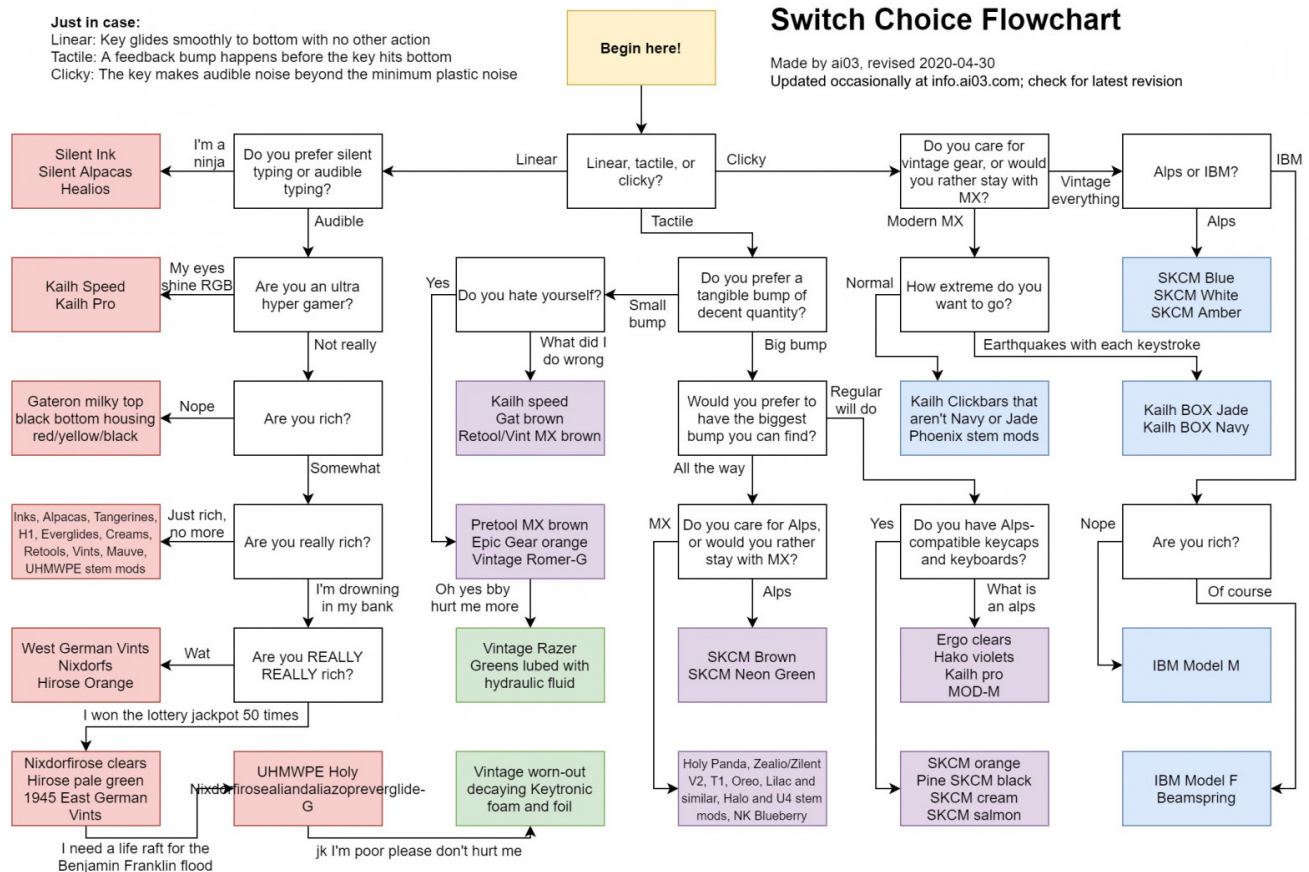 Just in case:
Linear: Key glides smoothly to bottom with no other action
Tactile: A feedback bump happens before the key hits bottom
Clicky: The key makes audible noise beyond the minimum plastic noise
Begin here!
Switch Choice Flowchart
Made by ai03, revised 2020-04-30
Updated occasionally at info.ai03.com; check for latest revision
Silent Ink
Silent Alpacas
Healios
I'm a
ninja
Do you prefer silent
typing or audible
typing?
Linear
Linear, tactile, or
clicky?
Clicky
Do you care for
vintage gear, or would
you rather stay with
MX?
Vintage
everything
Alps or IBM?
IBM
Audible
Tactile
Modern MX
Alps
Kailh Speed
Kailh Pro
My eyes
shine RGB
Are you an ultra
hyper gamer?
Yes
Do you hate yourself?
Small
bump
Do you prefer a
tangible bump of
decent quantity?
Normal
How extreme do you
want to go?
SKCM Blue
SKCM White
SKCM Amber
Not really
What did I
do wrong
Big bump
Earthquakes with each keystroke
Gateron milky top
black bottom housing
red/yellow/black
Nope
Are you rich?
Kailh speed
Gat brown
Retool/Vint MX brown
Would you prefer to
have the biggest
bump you can find?
Regular
will do
Kailh Clickbars that
aren't Navy or Jade
Phoenix stem mods
Kailh BOX Jade
Kailh BOX Navy
Somewhat
All the way
Inks, Alpacas, Tangerines,
H1, Everglides, Creams,
Retools, Vints, Mauve,
UHMWPE stem mods
Just rich,
no more
Are you really rich?
Pretool MX brown
Epic Gear orange
Vintage Romer-G
MX
Do you care for Alps,
or would you rather
stay with MX?
Yes
Do you have Alps-
compatible keycaps
and keyboards?
Nope
Are you rich?
I'm drowning
in my bank
Oh yes bby
hurt me more
Alps
What is
an alps
Of course
West German Vints
Nixdorfs
Hirose Orange
Wat
Are you REALLY
REALLY rich?
Vintage Razer
Greens lubed with
hydraulic fluid
SKCM Brown
SKCM Neon Green
Ergo clears
Hako violets
Kailh pro
MOD-M
IBM Model M
I won the lottery jackpot 50 times
Nixdorfirose clears
Hirose pale green
1945 East German
Vints
UHMWPE Holy
Nixdorfirosealiandaliazopreverglide-
G
Vintage worn-out
decaying Keytronic
foam and foil
Holy Panda, Zealio/Zilent
V2, T1, Oreo, Lilac and
similar, Halo and U4 stem
mods, NK Blueberry
SKCM orange
Pine SKCM black
SKCM cream
SKCM salmon
IBM Model F
Beamspring
I need a life raft for the
Benjamin Franklin flood
jk I'm poor please don't hurt me